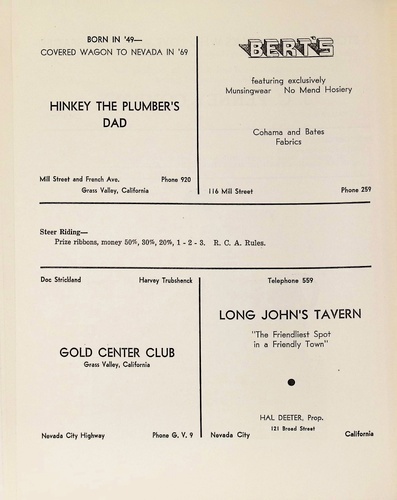 BORN IN '49—
COVERED WAGON TO NEVADA IN '69
HINKEY THE PLUMBER'S
DAD
Mill Street and French Ave. Phone 920
Grass Valley, California
BERT'S
featuring exclusively
Munsingwear No Mend Hosiery
Cohama and Bates
Fabrics
116 Mill Street Phone 259
Steer Riding—
Prize ribbons, money 50%, 30%, 20%, 1 - 2 - 3. R. C. A. Rules.
Doc Strickland Harvey Trubshenck
GOLD CENTER CLUB
Grass Valley, California
Nevada City Highway Phone G. V. 9
Telephone 559
LONG JOHN'S TAVERN
"The Friendliest Spot
in a Friendly Town"
HAL DEETER, Prop.
121 Broad Street
Nevada City California